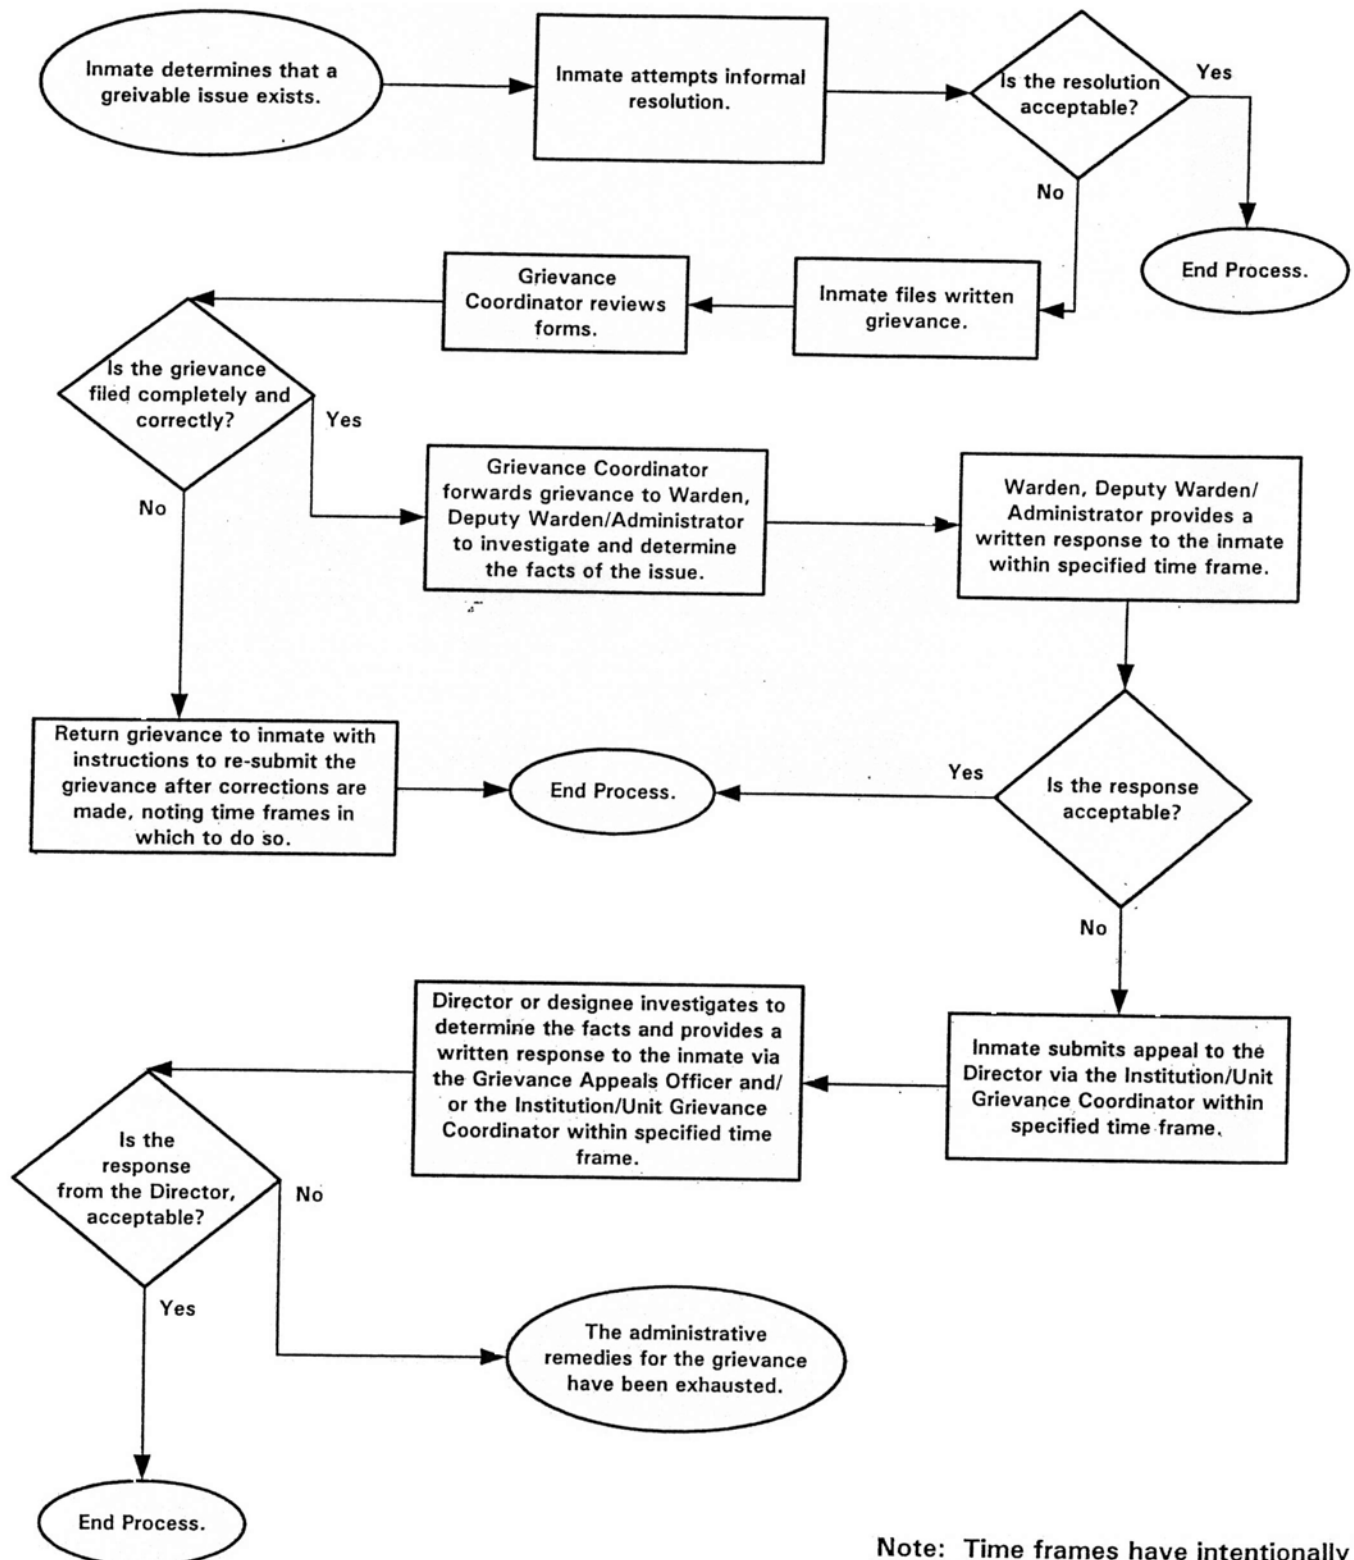 Inmate determines that a
greivable issue exists.
Inmate attempts informal
resolution.
Is the resolution
acceptable?
Yes
No
End Process.
Inmate files written
grievance.
Grievance
Coordinator reviews
forms.
Is the grievance
filed completely and
correctly?
Yes
No
Grievance Coordinator
forwards grievance to Warden,
Deputy Warden/Administrator
to investigate and determine
the facts of the issue.
Warden, Deputy Warden/
Administrator provides a
written response to the inmate
within specified time frame.
Return grievance to inmate with
instructions to re-submit the
grievance after corrections are
made, noting time frames in
which to do so.
End Process.
Yes
Is the response
acceptable?
No
Inmate submits appeal to the
Director via the Institution/Unit
Grievance Coordinator within
specified time frame.
Director or designee investigates to
determine the facts and provides a
written response to the inmate via
the Grievance Appeals Officer and/
or the Institution/Unit Grievance
Coordinator within specified time
frame.
Is the
response
from the Director,
acceptable?
No
Yes
The administrative
remedies for the grievance
have been exhausted.
End Process.
Note: Time frames have intentionally